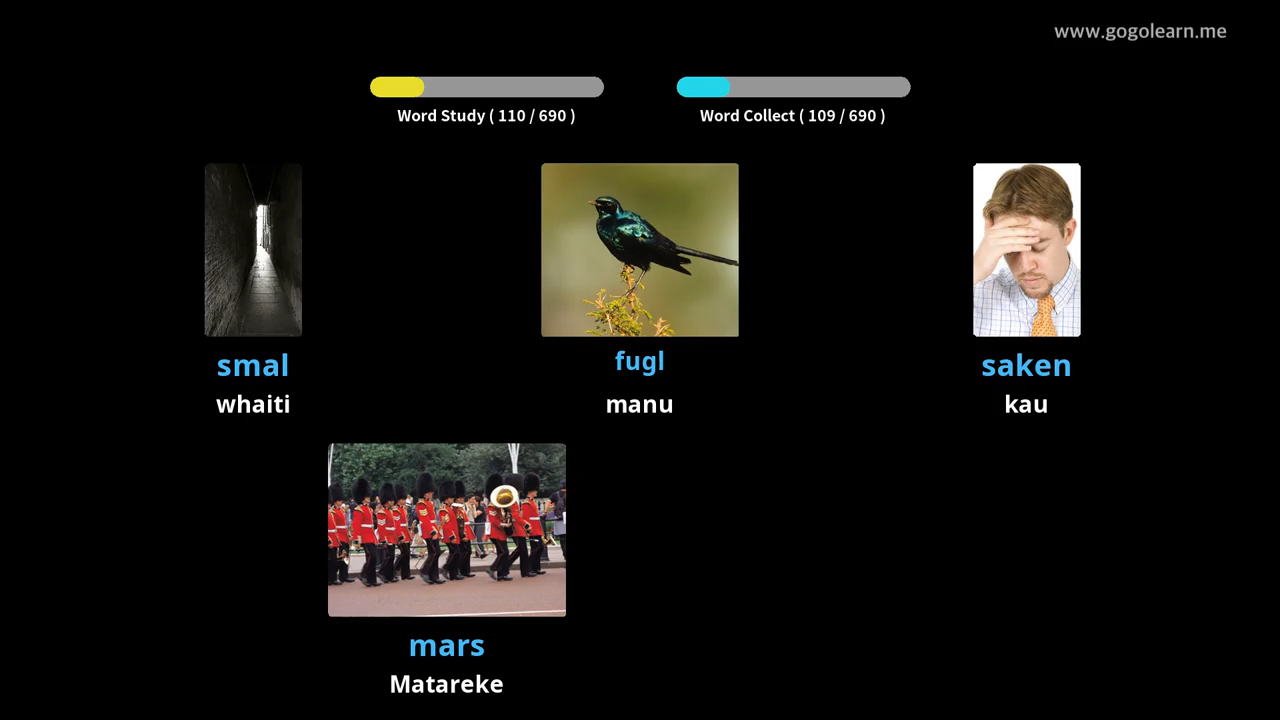 www.gogolearn.me
Word Study ( 110 / 690 )
Word Collect ( 109 / 690 )
smal
whaiti
fugl
manu
saken
kau
mars
Matareke